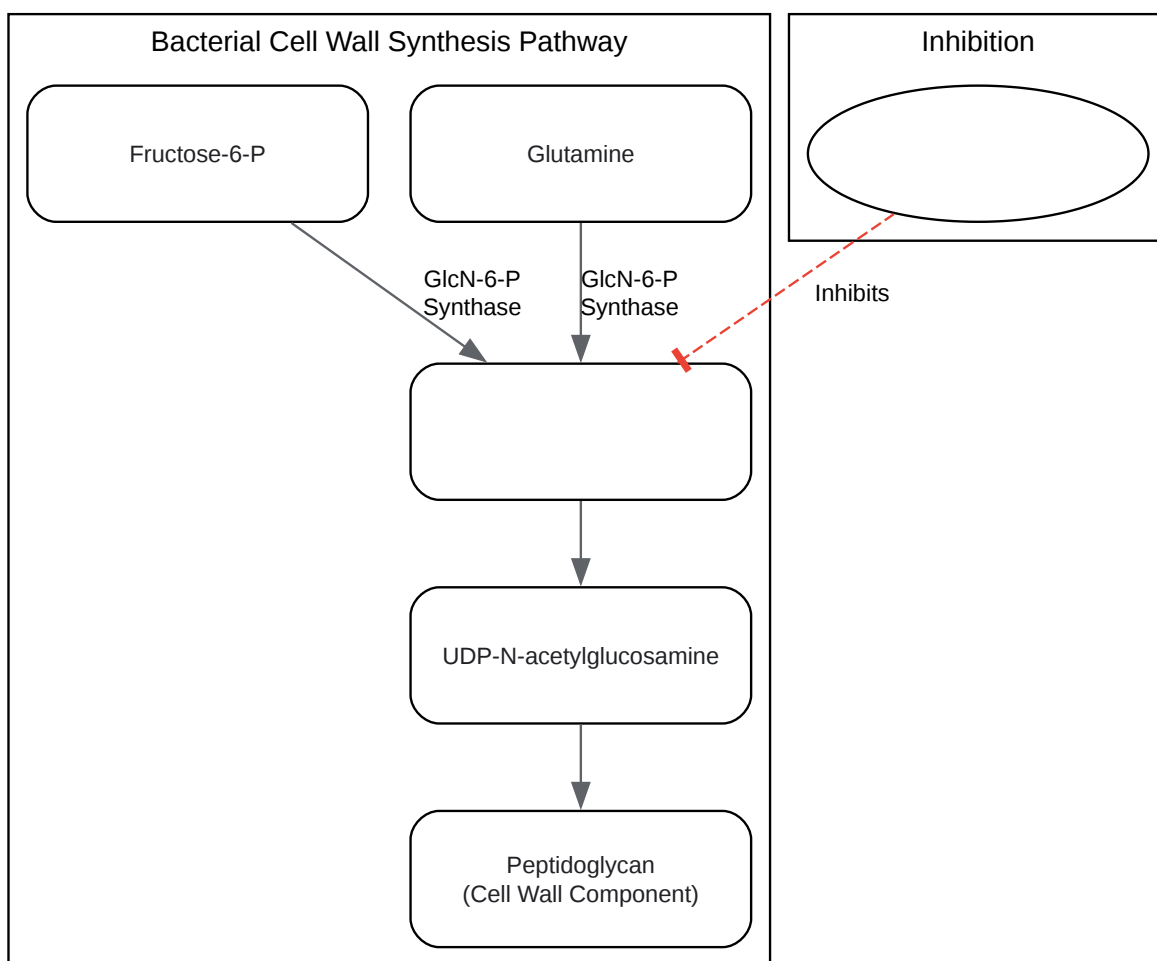 Bacterial Cell Wall Synthesis Pathway
Inhibition
Fructose-6-P
Glutamine
GlcN-6-P
Synthase
GlcN-6-P
Synthase
Inhibits
UDP-N-acetylglucosamine
Peptidoglycan
(Cell Wall Component)